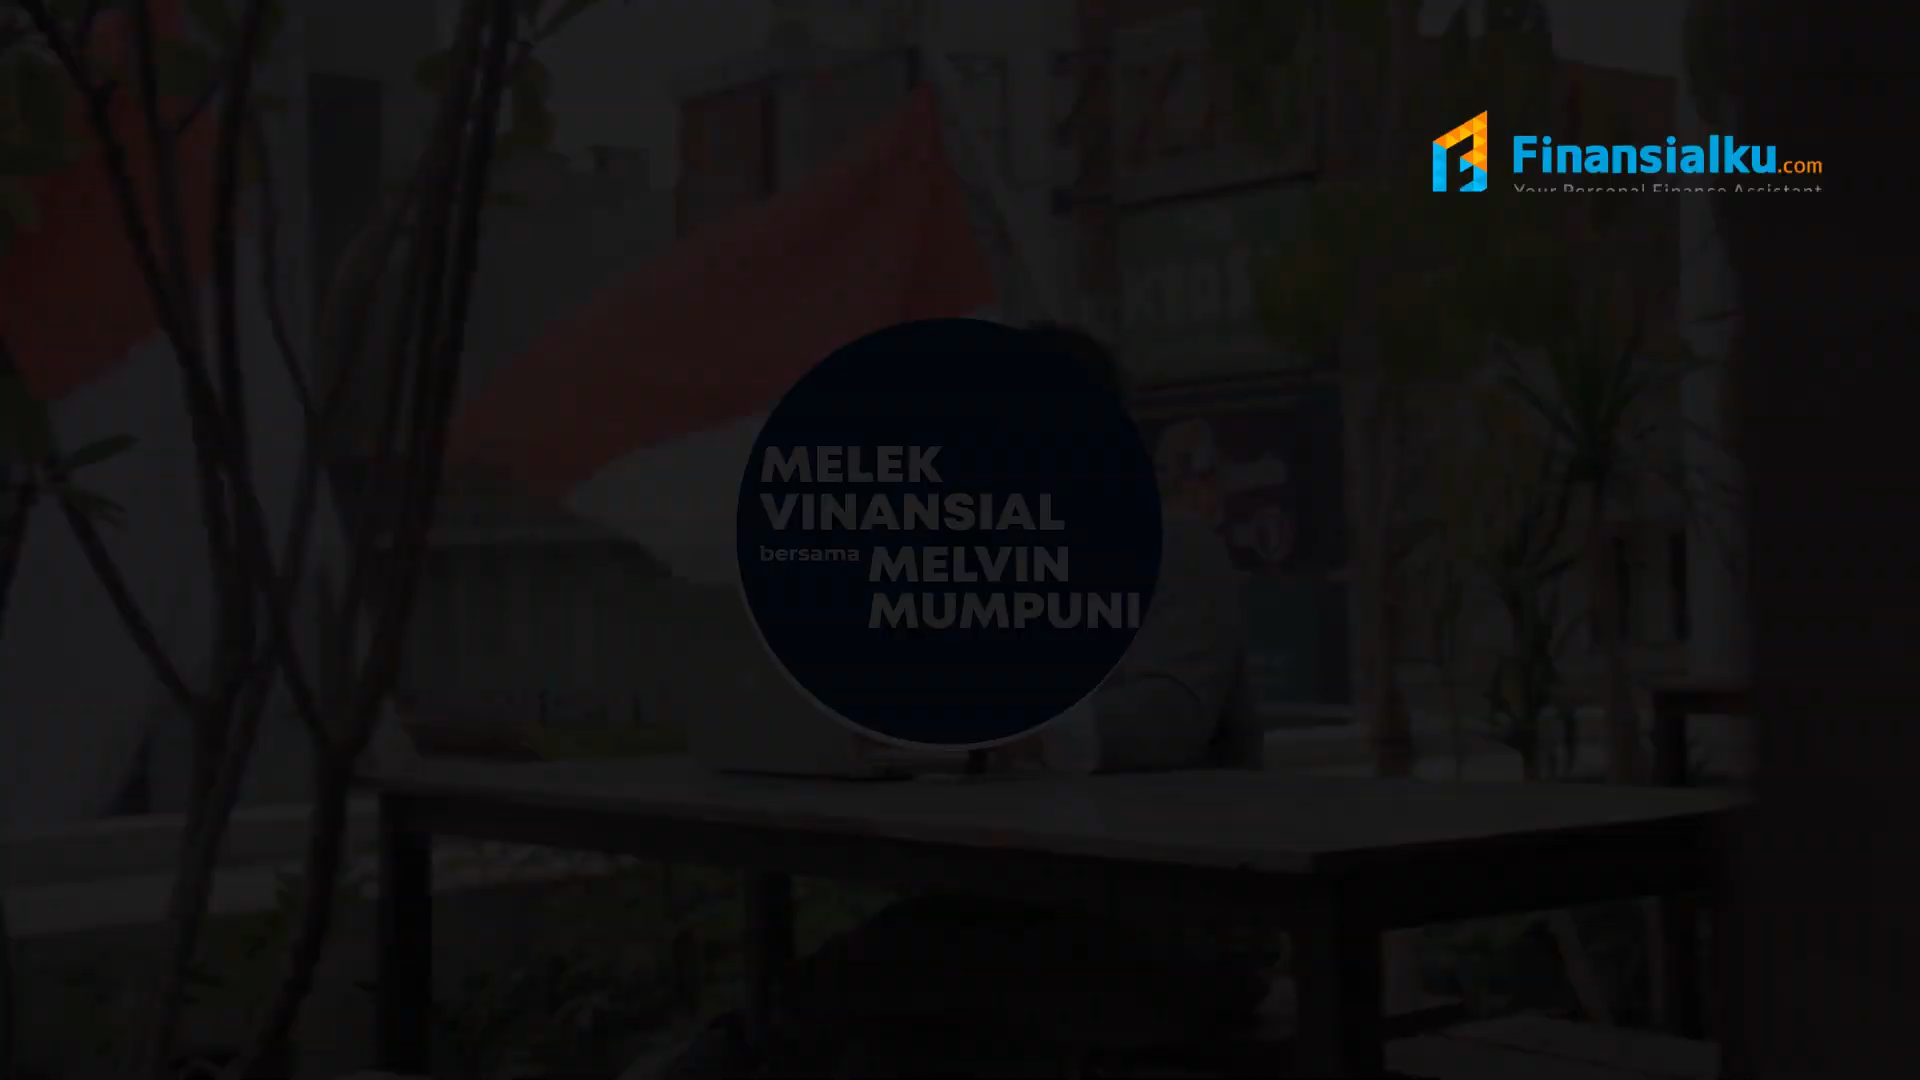 Finansialku.com
Your Personal Finance Assistant
MELEK
VINANSIAL
bersama MELVIN
MUMPUNI